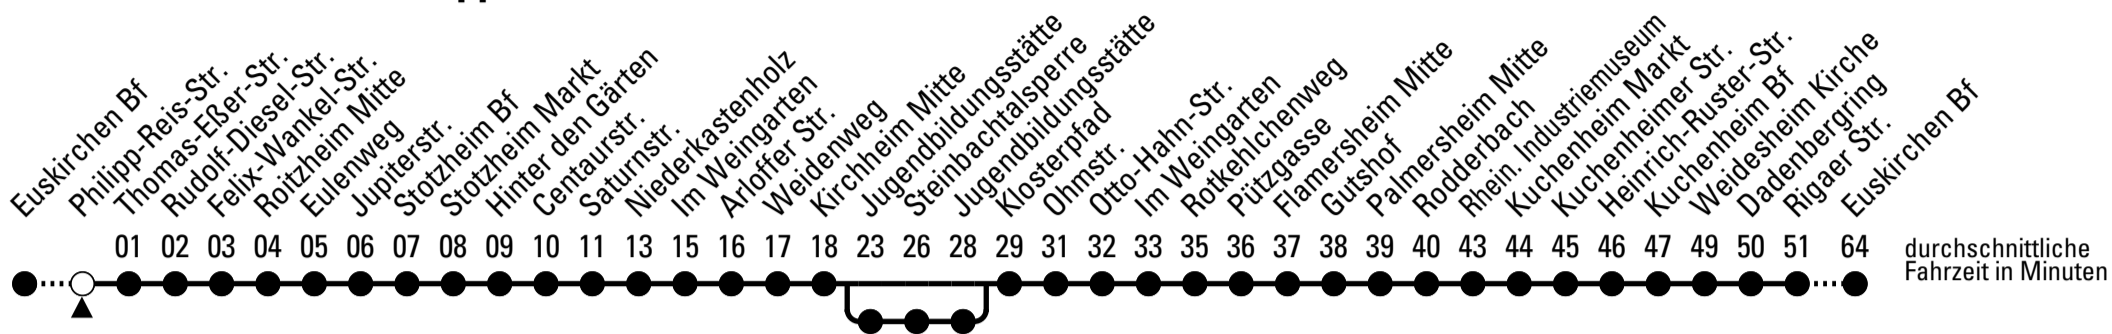 Euskirchen Bf
Philipp-Reis-Str.
Thomas-Eßer-Str.
Rudolf-Diesel-Str.
Felix-Wankel-Str.
Roitzheim Mitte
Eulenweg
Jupiterstr.
Stotzheim Bf
Stotzheim Markt
Hinter den Gärten
Centaurstr.
Saturnstr.
Niederkastenholz
Im Weingarten
Arloffer Str.
Weidenweg
Kirchheim Mitte
Jugendbildungsstätte
Steinbachtalsperre
Jugendbildungsstätte
Klosterpfad
Ohmstr.
Otto-Hahn-Str.
Im Weingarten
Rotkehlchenweg
Pützgasse
Flamersheim Mitte
Gutshof
Palmersheim Mitte
Rodderbach
Rhein. Industriemuseum
Kuchenheim Markt
Kuchenheimer Str.
Heinrich-Ruster-Str.
Kuchenheim Bf
Weidesheim Kirche
Dadenbergring
Rigaer Str.
Euskirchen Bf
01 02 03 04 05 06 07 08 09 10 11 13 15 16 17 18 23 26 28 29 31 32 33 35 36 37 38 39 40 43 44 45 46 47 49 50 51 64
durchschnittliche
Fahrzeit in Minuten